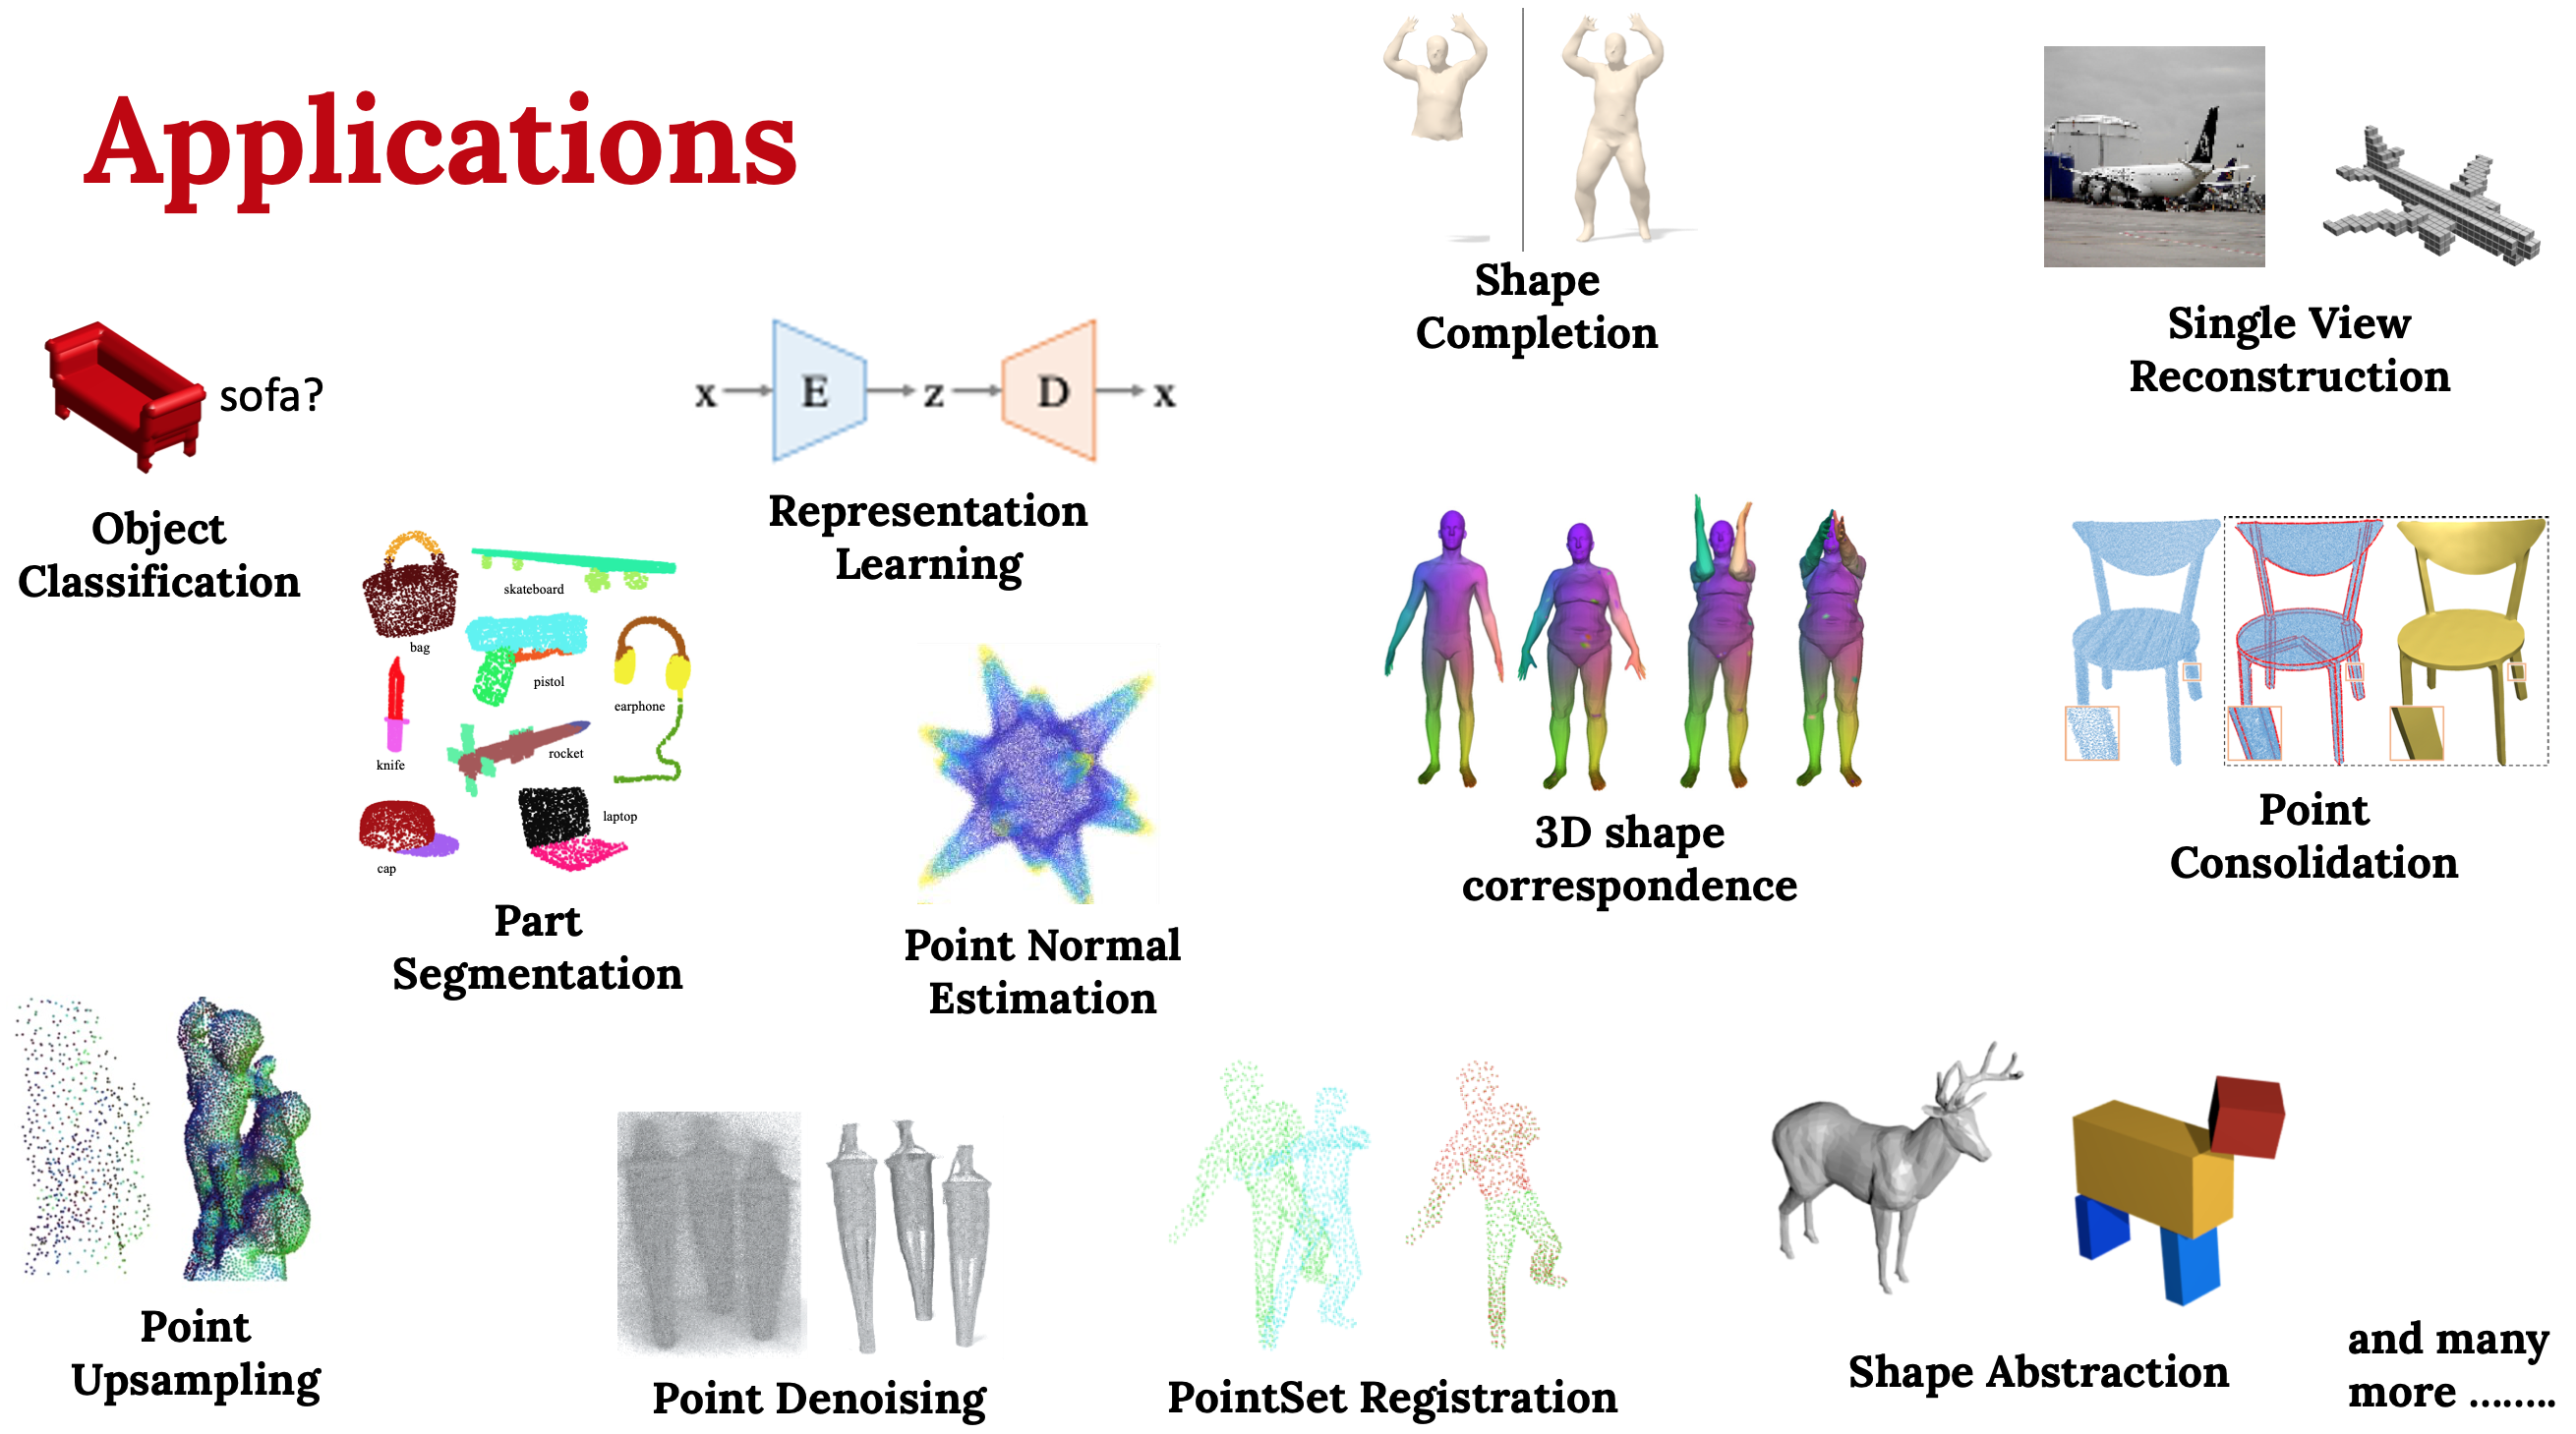 Applications
Shape
Completion
Single View
Reconstruction
sofa?
x
E
z
D
x
Object
Classification
Representation
Learning
skateboard
bag
pistol
earphone
knife
rocket
laptop
cap
Part
Segmentation
Point Normal
Estimation
3D shape
correspondence
Point
Consolidation
Point
Upsampling
Point Denoising
PointSet Registration
Shape Abstraction
and many
more ........